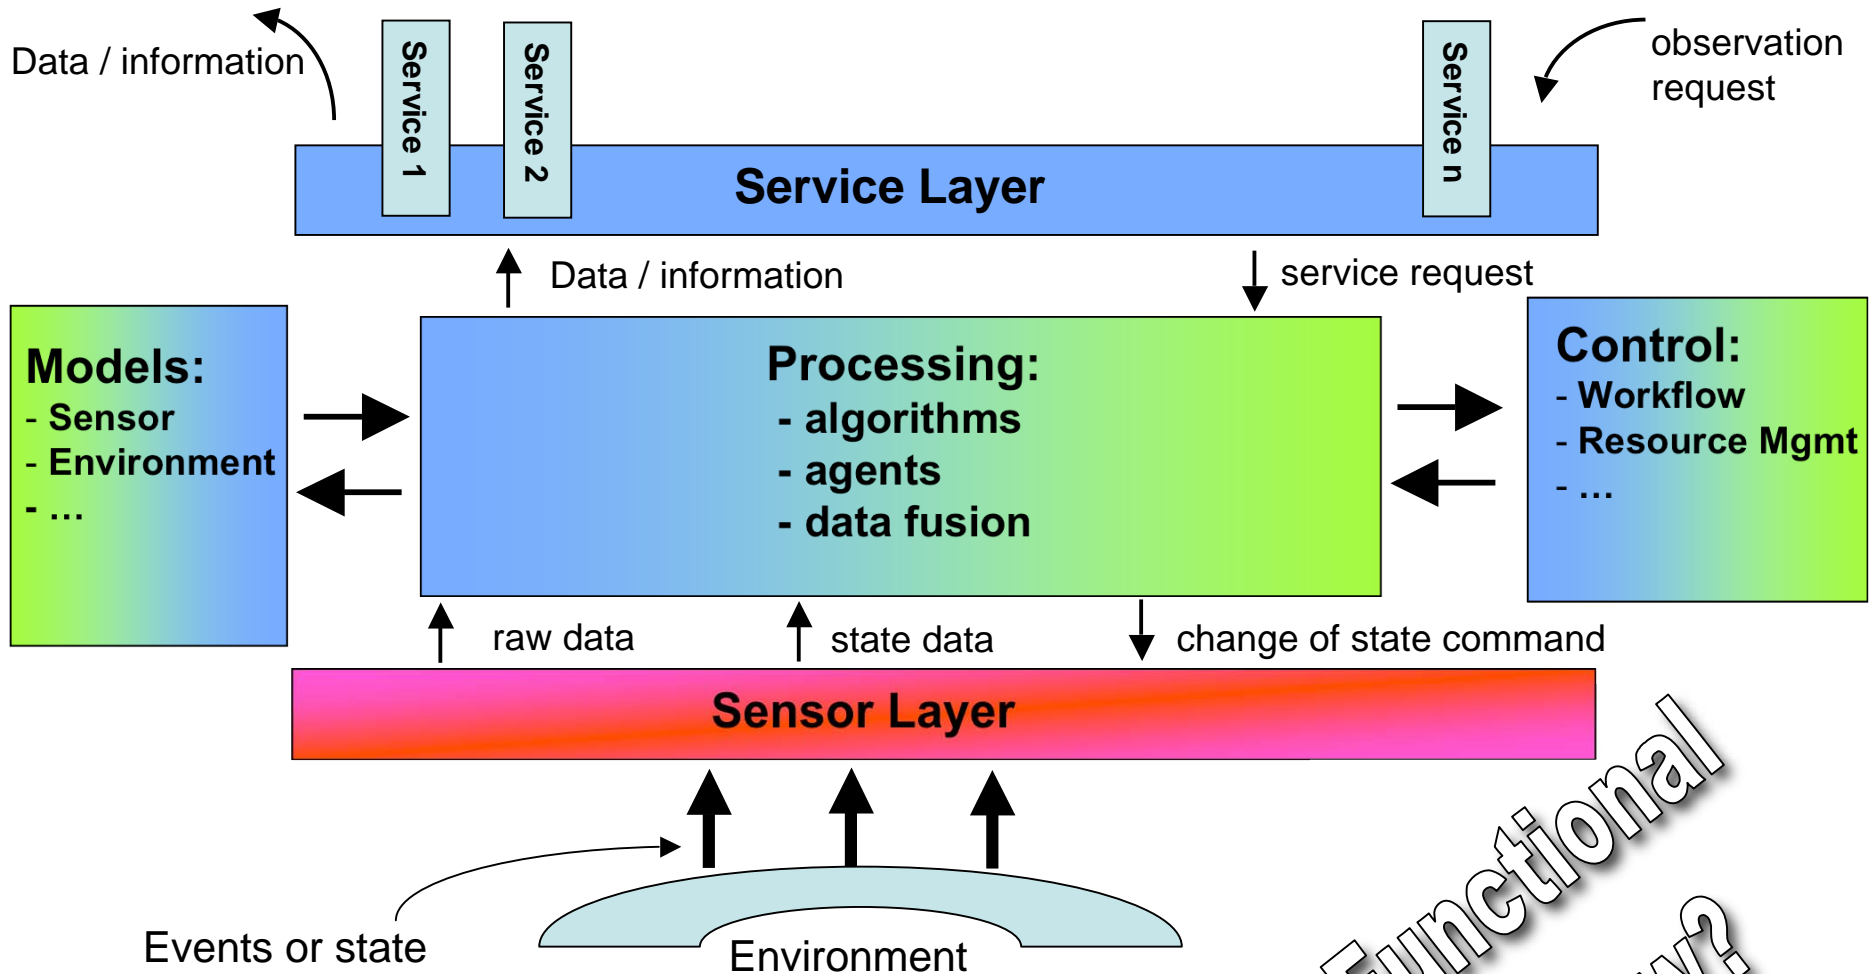 Data / information
Service 1
Service 2
Service n
observation
request
Service Layer
Data / information
service request
Models:
- Sensor
- Environment
- ...
Processing:
- algorithms
- agents
- data fusion
Control:
- Workflow
- Resource Mgmt
- ...
raw data
state data
change of state command
Sensor Layer
Events or state
Environment
Functional